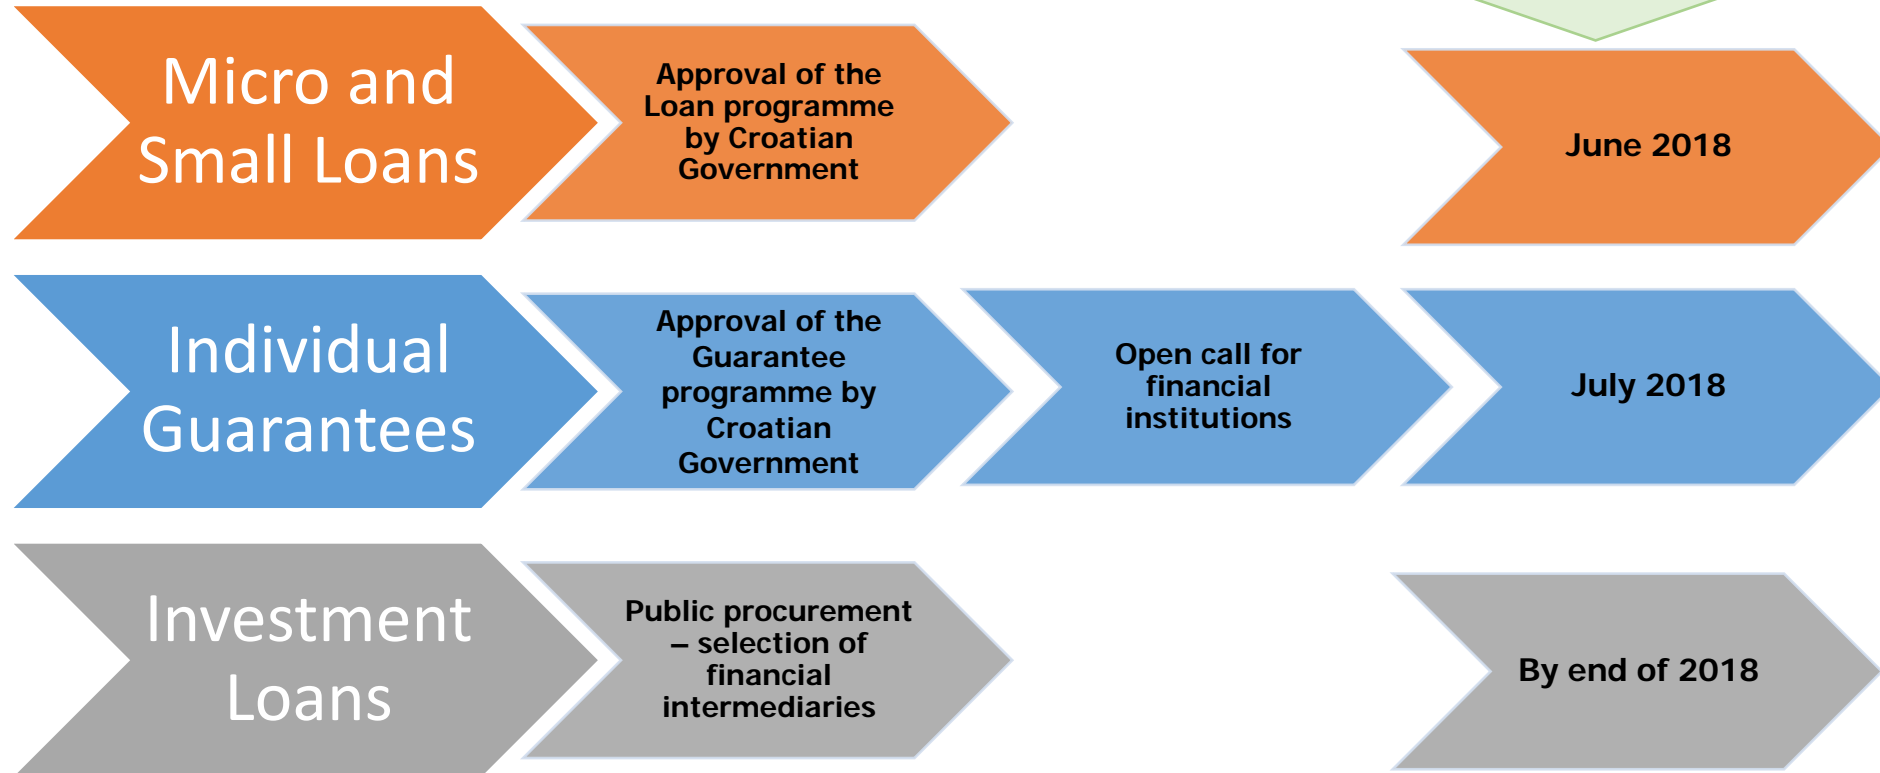 Micro and
Small Loans
Approval of the
Loan programme
by Croatian
Government
June 2018
Individual
Guarantees
Approval of the
Guarantee
programme by
Croatian
Government
Open call for
financial
institutions
July 2018
Investment
Loans
Public procurement
– selection of
financial
intermediaries
By end of 2018